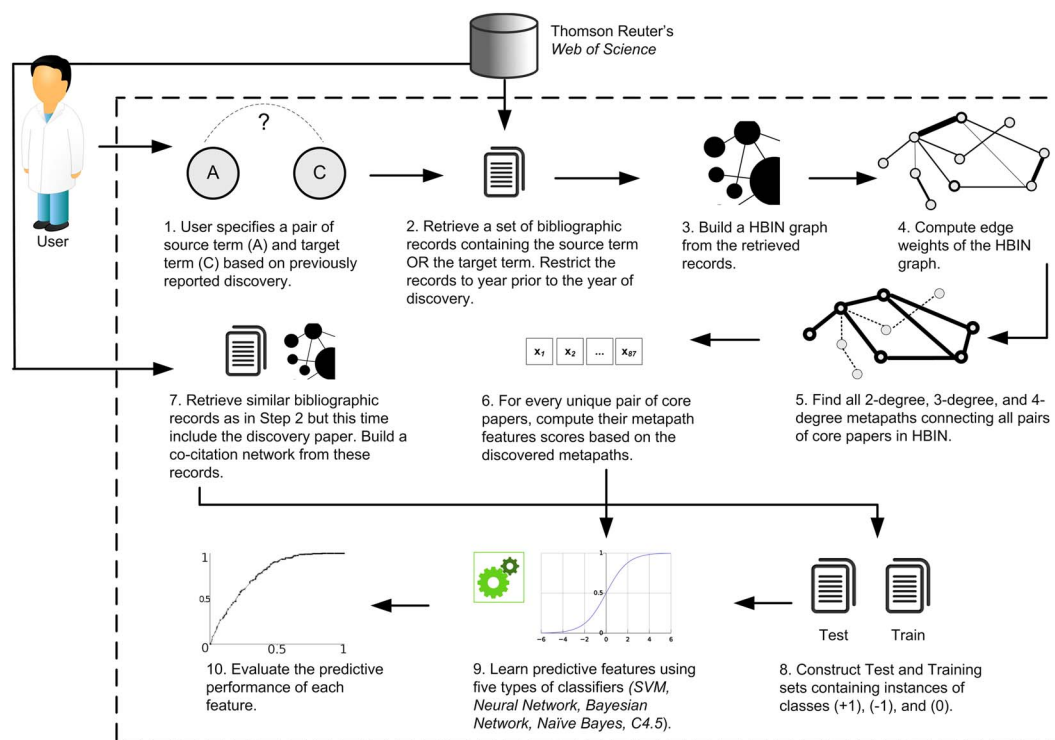 Thomson Reuter's
Web of Science
User
?
A
C
1. User specifies a pair of
source term (A) and target
term (C) based on previously
reported discovery.
2. Retrieve a set of bibliographic
records containing the source term
OR the target term. Restrict the
records to year prior to the year of
discovery.
3. Build a HBIN graph
from the retrieved
records.
4. Compute edge
weights of the HBIN
graph.
5. Find all 2-degree, 3-degree, and 4-
degree metapaths connecting all pairs
of core papers in HBIN.
x1 x2 ... x87
6. For every unique pair of core
papers, compute their metapath
features scores based on the
discovered metapaths.
7. Retrieve similar bibliographic
records as in Step 2 but this time
include the discovery paper. Build a
co-citation network from these
records.
Test Train
8. Construct Test and Training
sets containing instances of
classes (+1), (-1), and (0).
1
0.5
0
-6 -4 -2 0 2 4 6
9. Learn predictive features using
five types of classifiers (SVM,
Neural Network, Bayesian
Network, Naïve Bayes, C4.5).
1
0.5
0
0.5 1
10. Evaluate the predictive
performance of each
feature.